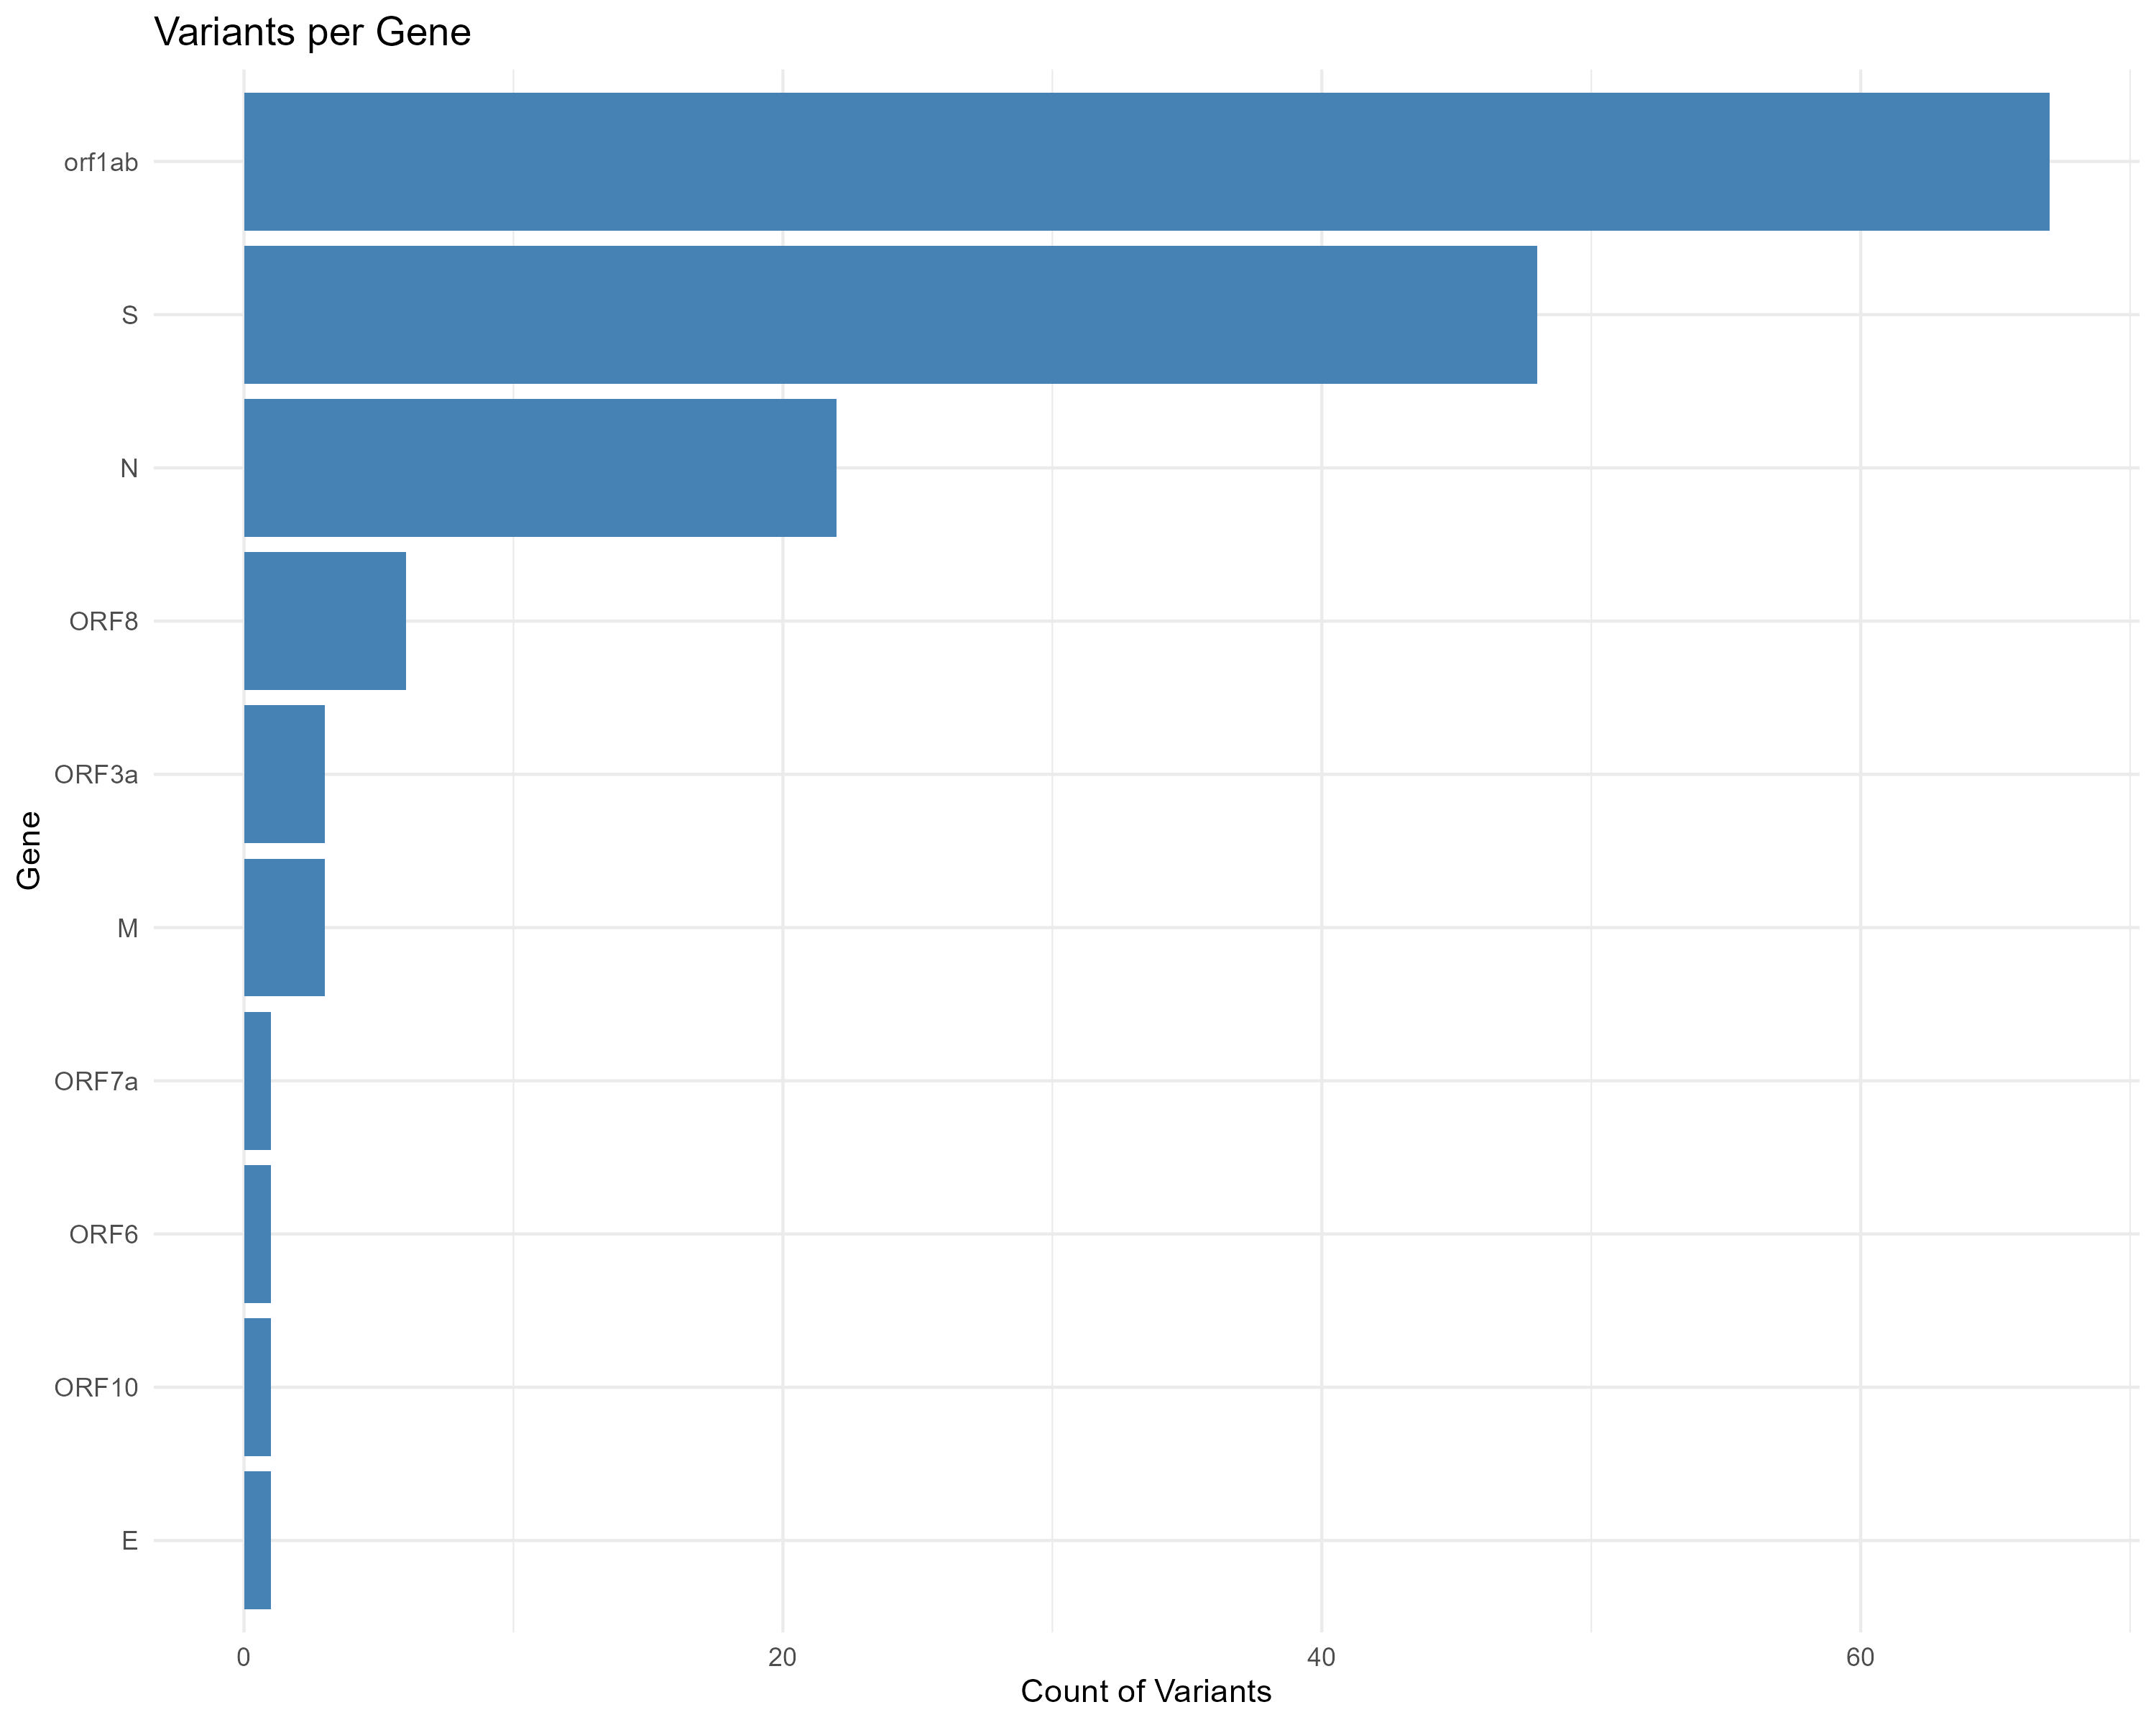 Variants per Gene
orf1ab
S
N
ORF8
ORF3a
M
ORF7a
ORF6
ORF10
E
Gene
0 20 40 60
Count of Variants